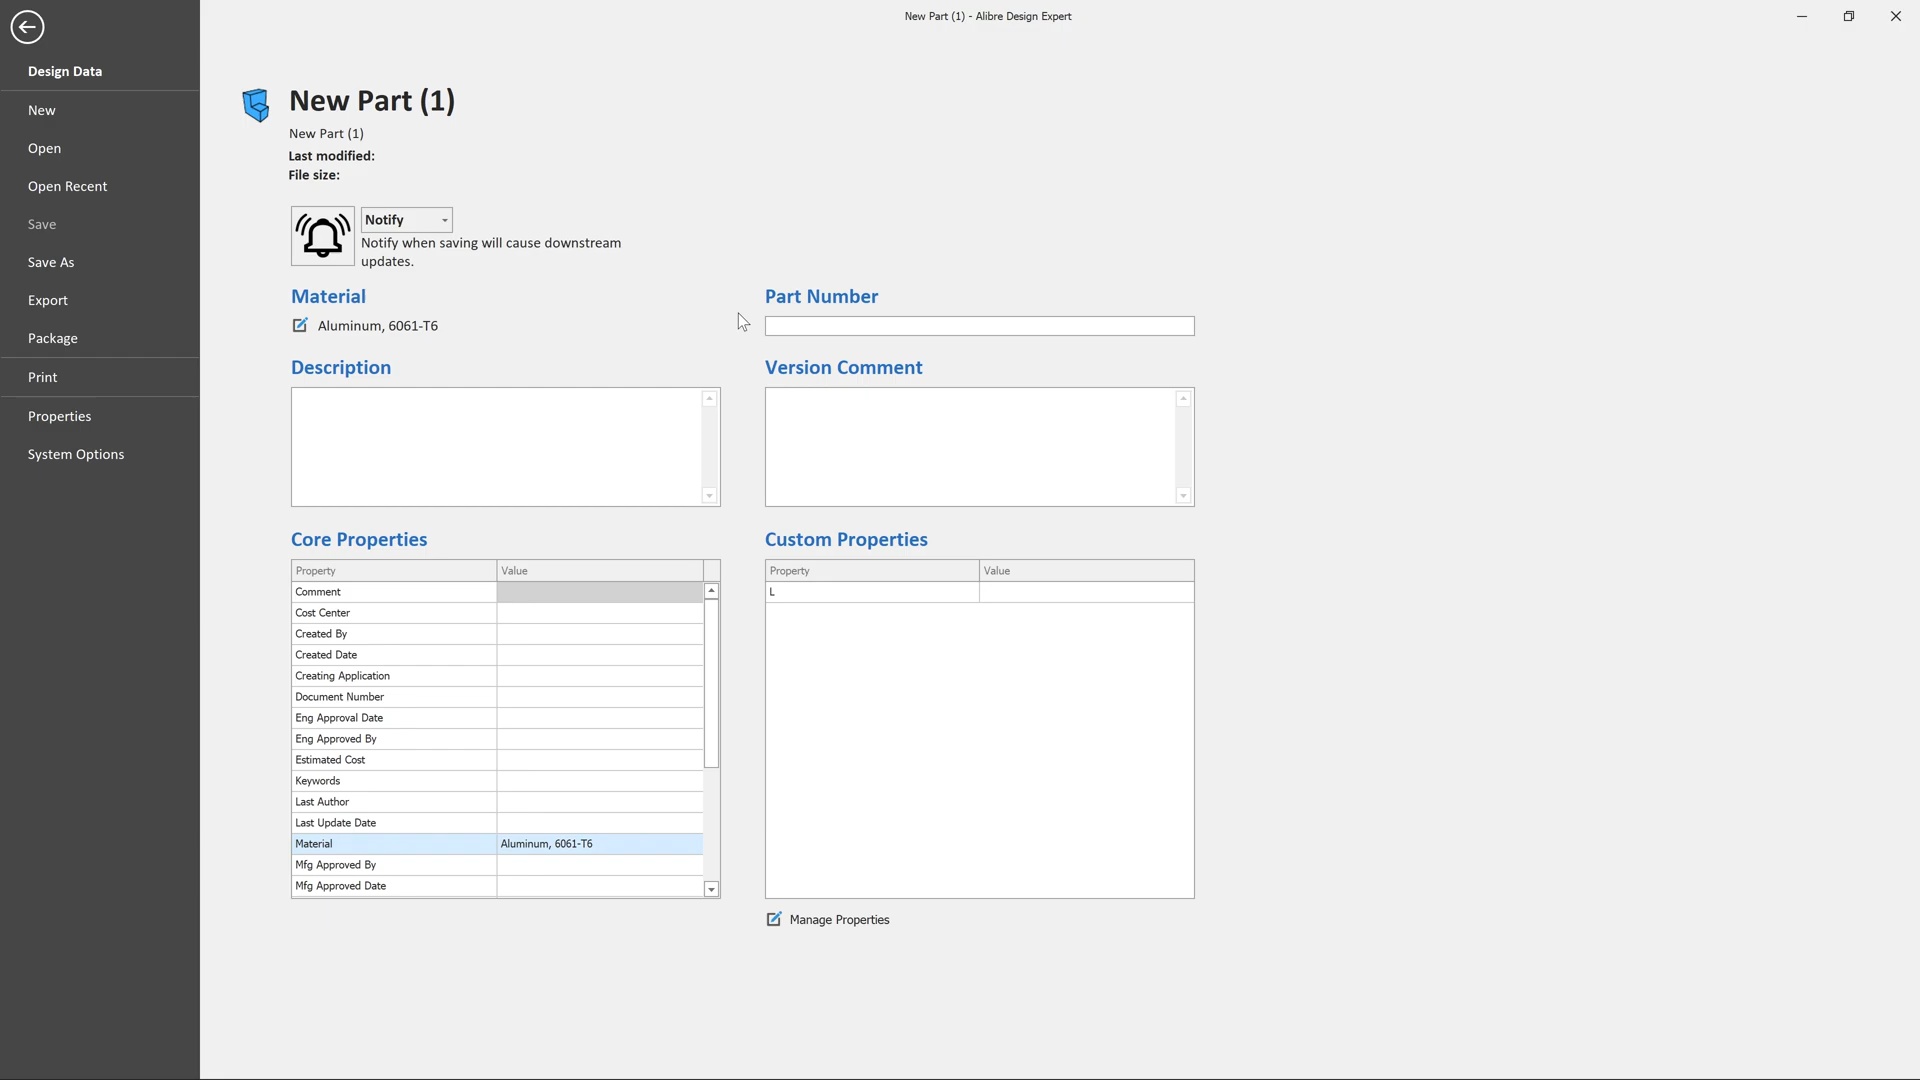 New Part (1) - Alibre Design Expert
Design Data
New
Open
Open Recent
Save
Save As
Export
Package
Print
Properties
System Options
New Part (1)
New Part (1)
Last modified:
File size:
Notify
Notify when saving will cause downstream
updates.
Material
Aluminum, 6061-T6
Part Number
Description
Version Comment
Core Properties
Property Value
Comment
Cost Center
Created By
Created Date
Creating Application
Document Number
Eng Approval Date
Eng Approved By
Estimated Cost
Keywords
Last Author
Last Update Date
Material Aluminum, 6061-T6
Mfg Approved By
Mfg Approved Date
Custom Properties
Property Value
L
Manage Properties